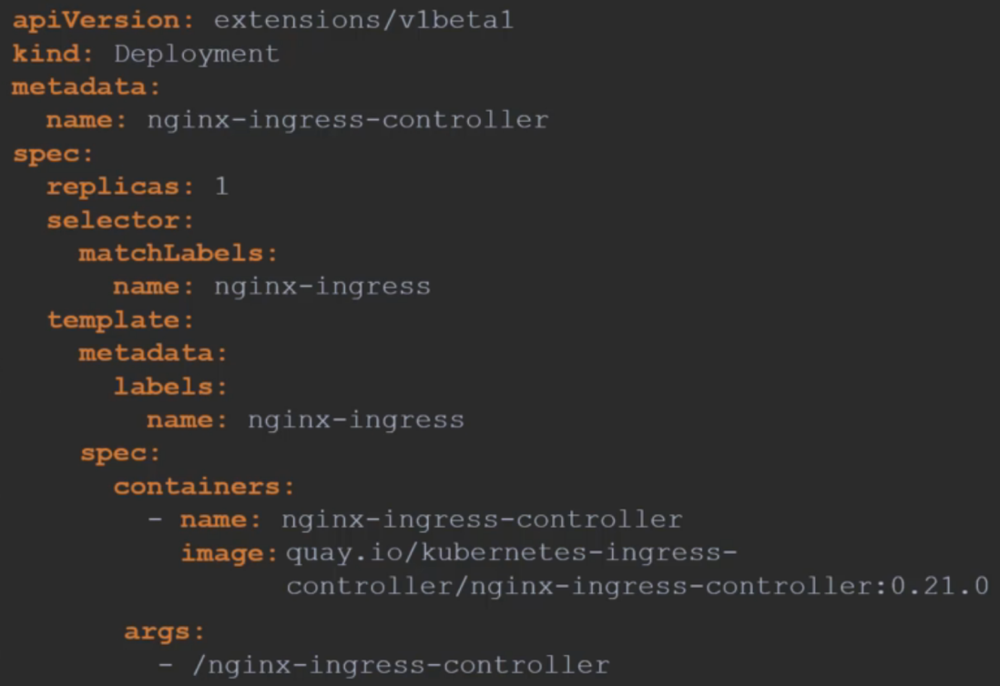 apiVersion: extensions/v1beta1
kind: Deployment
metadata:
  name: nginx-ingress-controller
spec:
  replicas: 1
  selector:
    matchLabels:
      name: nginx-ingress
  template:
    metadata:
      labels:
        name: nginx-ingress
    spec:
      containers:
        - name: nginx-ingress-controller
          image: quay.io/kubernetes-ingress-
                 controller/nginx-ingress-controller:0.21.0
       args:
         - /nginx-ingress-controller